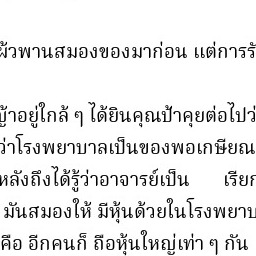 ผ้วพานสมองของมาก่อน แต่การรั
ญ้าอยู่ใกล้ ๆ ได้ยินคุณป้าคุยต่อไปว่
ว่าโรงพยาบาลเป็นของพอเกษียณ
หลังถึงได้รู้ว่าอาจารย์เป็น เรียก
มันสมองให้ มีหุ้นด้วยในโรงพยาบ
คือ อีกคนก็ ถือหุ้นใหญ่เท่า ๆ กัน